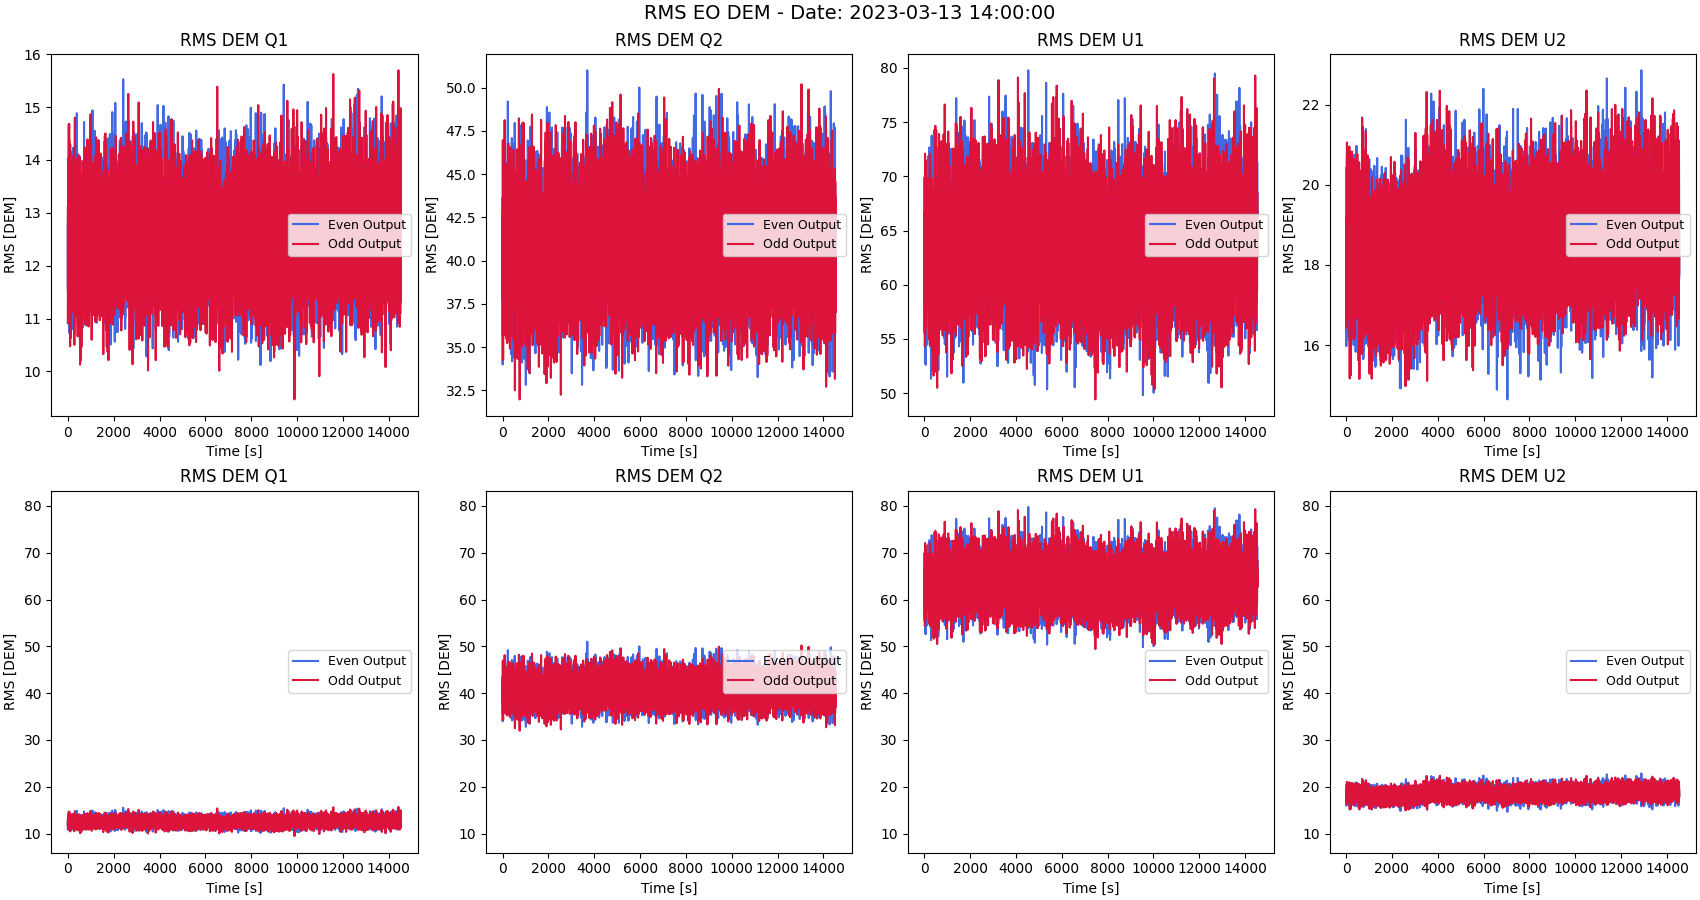 RMS EO DEM - Date: 2023-03-13 14:00:00
RMS DEM Q1
RMS [DEM]
16
15
14
13
12
11
10
Even Output
Odd Output
0 2000 4000 6000 8000 10000 12000 14000
Time [s]
RMS DEM Q2
RMS [DEM]
50.0
47.5
45.0
42.5
40.0
37.5
35.0
32.5
Even Output
Odd Output
0 2000 4000 6000 8000 10000 12000 14000
Time [s]
RMS DEM U1
RMS [DEM]
80
75
70
65
60
55
50
Even Output
Odd Output
0 2000 4000 6000 8000 10000 12000 14000
Time [s]
RMS DEM U2
RMS [DEM]
22
20
18
16
Even Output
Odd Output
0 2000 4000 6000 8000 10000 12000 14000
Time [s]
RMS DEM Q1
RMS [DEM]
80
70
60
50
40
30
20
10
Even Output
Odd Output
0 2000 4000 6000 8000 10000 12000 14000
Time [s]
RMS DEM Q2
RMS [DEM]
80
70
60
50
40
30
20
10
Even Output
Odd Output
0 2000 4000 6000 8000 10000 12000 14000
Time [s]
RMS DEM U1
RMS [DEM]
80
70
60
50
40
30
20
10
Even Output
Odd Output
0 2000 4000 6000 8000 10000 12000 14000
Time [s]
RMS DEM U2
RMS [DEM]
80
70
60
50
40
30
20
10
Even Output
Odd Output
0 2000 4000 6000 8000 10000 12000 14000
Time [s]